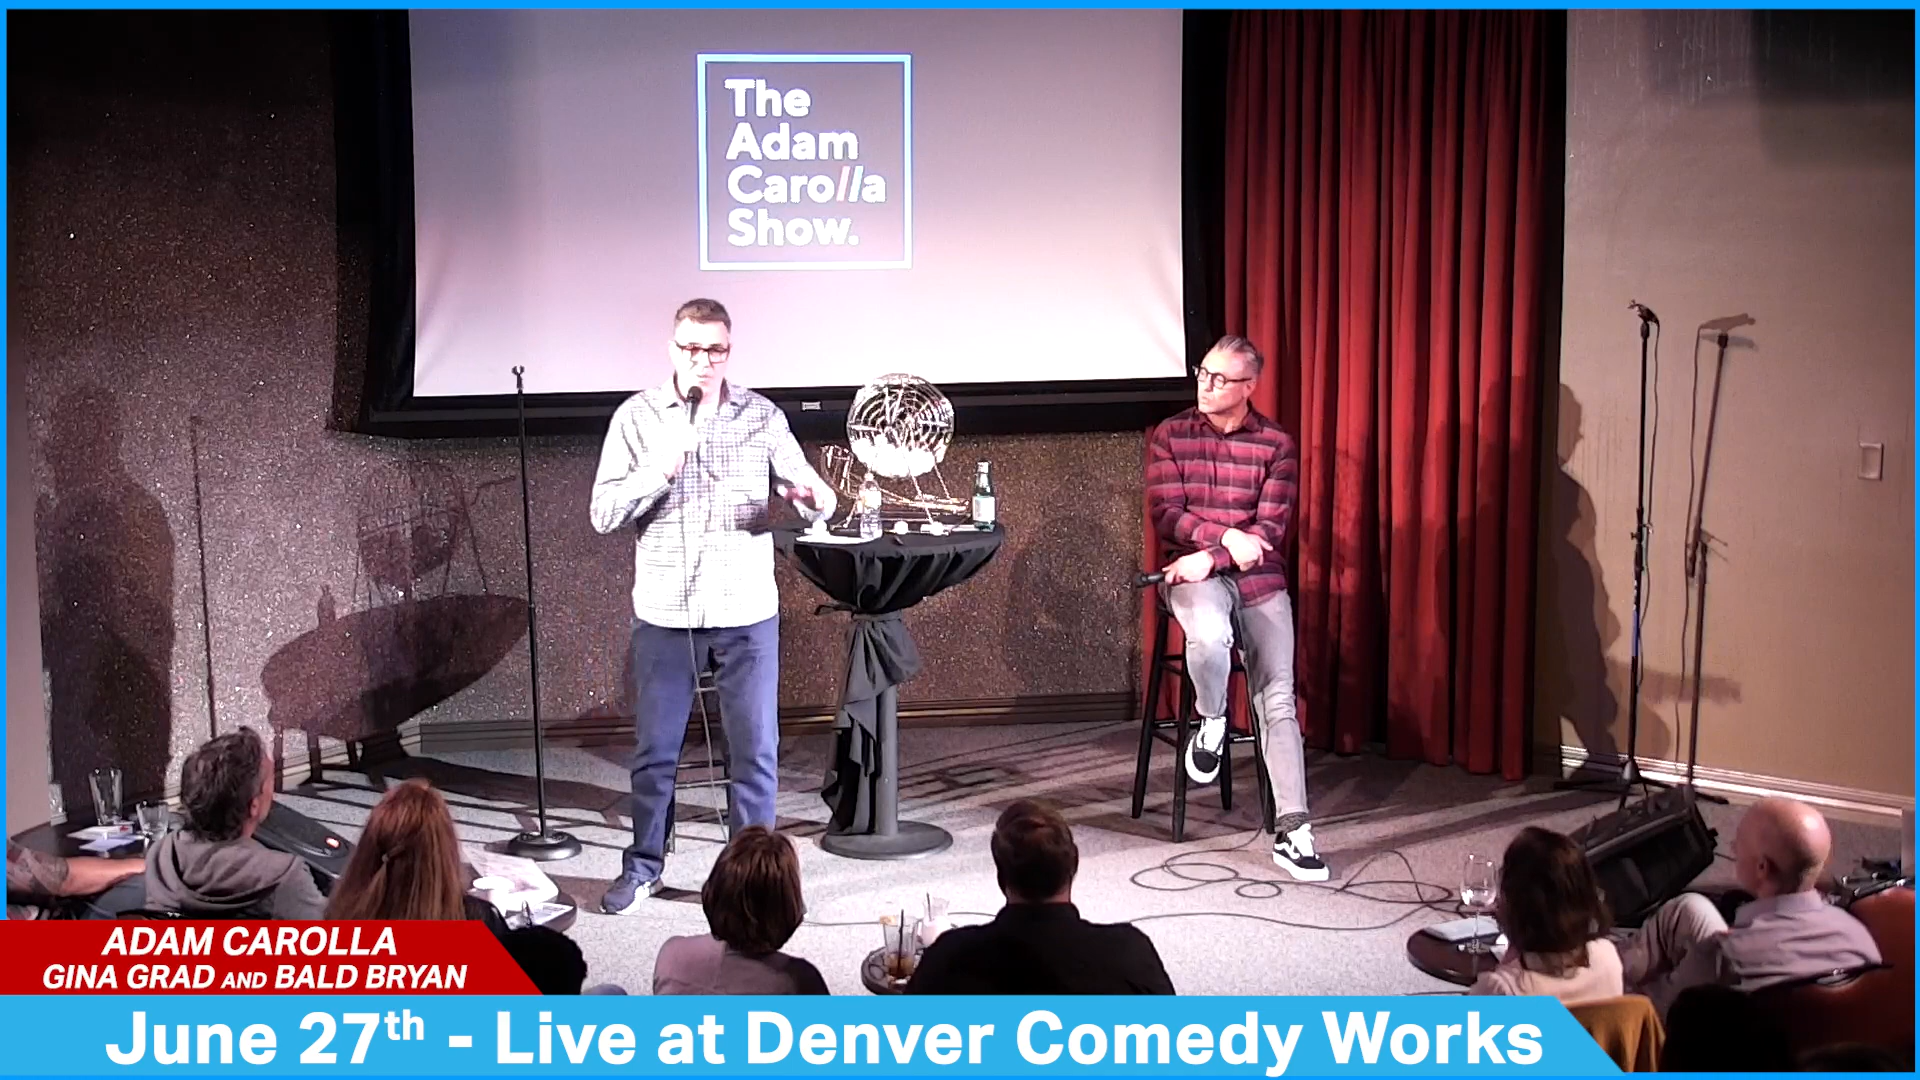 The
Adam
Carolla
Show.
ADAM CAROLLA
GINA GRAD AND BALD BRYAN
June 27th - Live at Denver Comedy Works